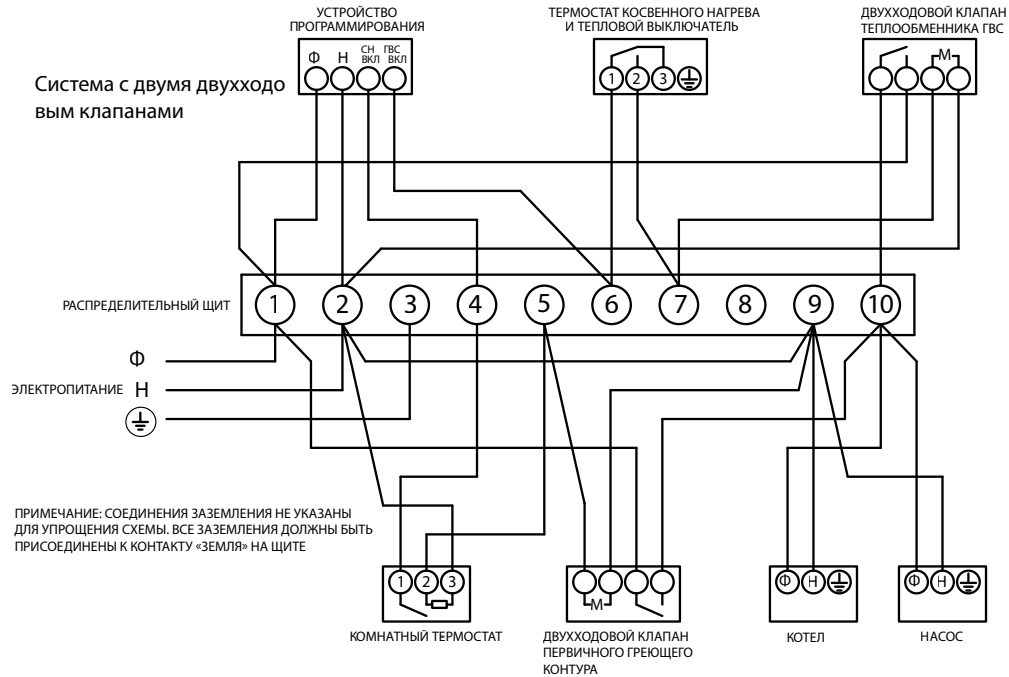 УСТРОЙСТВО
ПРОГРАММИРОВАНИЯ
Ф Н СН ВКЛ ГВС ВКЛ
ТЕРМОСТАТ КОСВЕННОГО НАГРЕВА
И ТЕПЛОВОЙ ВЫКЛЮЧАТЕЛЬ
1 2 3
ДВУХХОДОВОЙ КЛАПАН
ТЕПЛООБМЕННИКА ГВС
М
Система с двумя двухходо
вым клапанами
РАСПРЕДЕЛИТЕЛЬНЫЙ ЩИТ
1 2 3 4 5 6 7 8 9 10
Ф
ЭЛЕКТРОПИТАНИЕ Н
ПРИМЕЧАНИЕ: СОЕДИНЕНИЯ ЗАЗЕМЛЕНИЯ НЕ УКАЗАНЫ
ДЛЯ УПРОЩЕНИЯ СХЕМЫ. ВСЕ ЗАЗЕМЛЕНИЯ ДОЛЖНЫ БЫТЬ
ПРИСОЕДИНЕНЫ К КОНТАКТУ «ЗЕМЛЯ» НА ЩИТЕ
1 2 3
КОМНАТНЫЙ ТЕРМОСТАТ
М
ДВУХХОДОВОЙ КЛАПАН
ПЕРВИЧНОГО ГРЕЮЩЕГО
КОНТУРА
Ф Н
КОТЕЛ
Ф Н
НАСОС